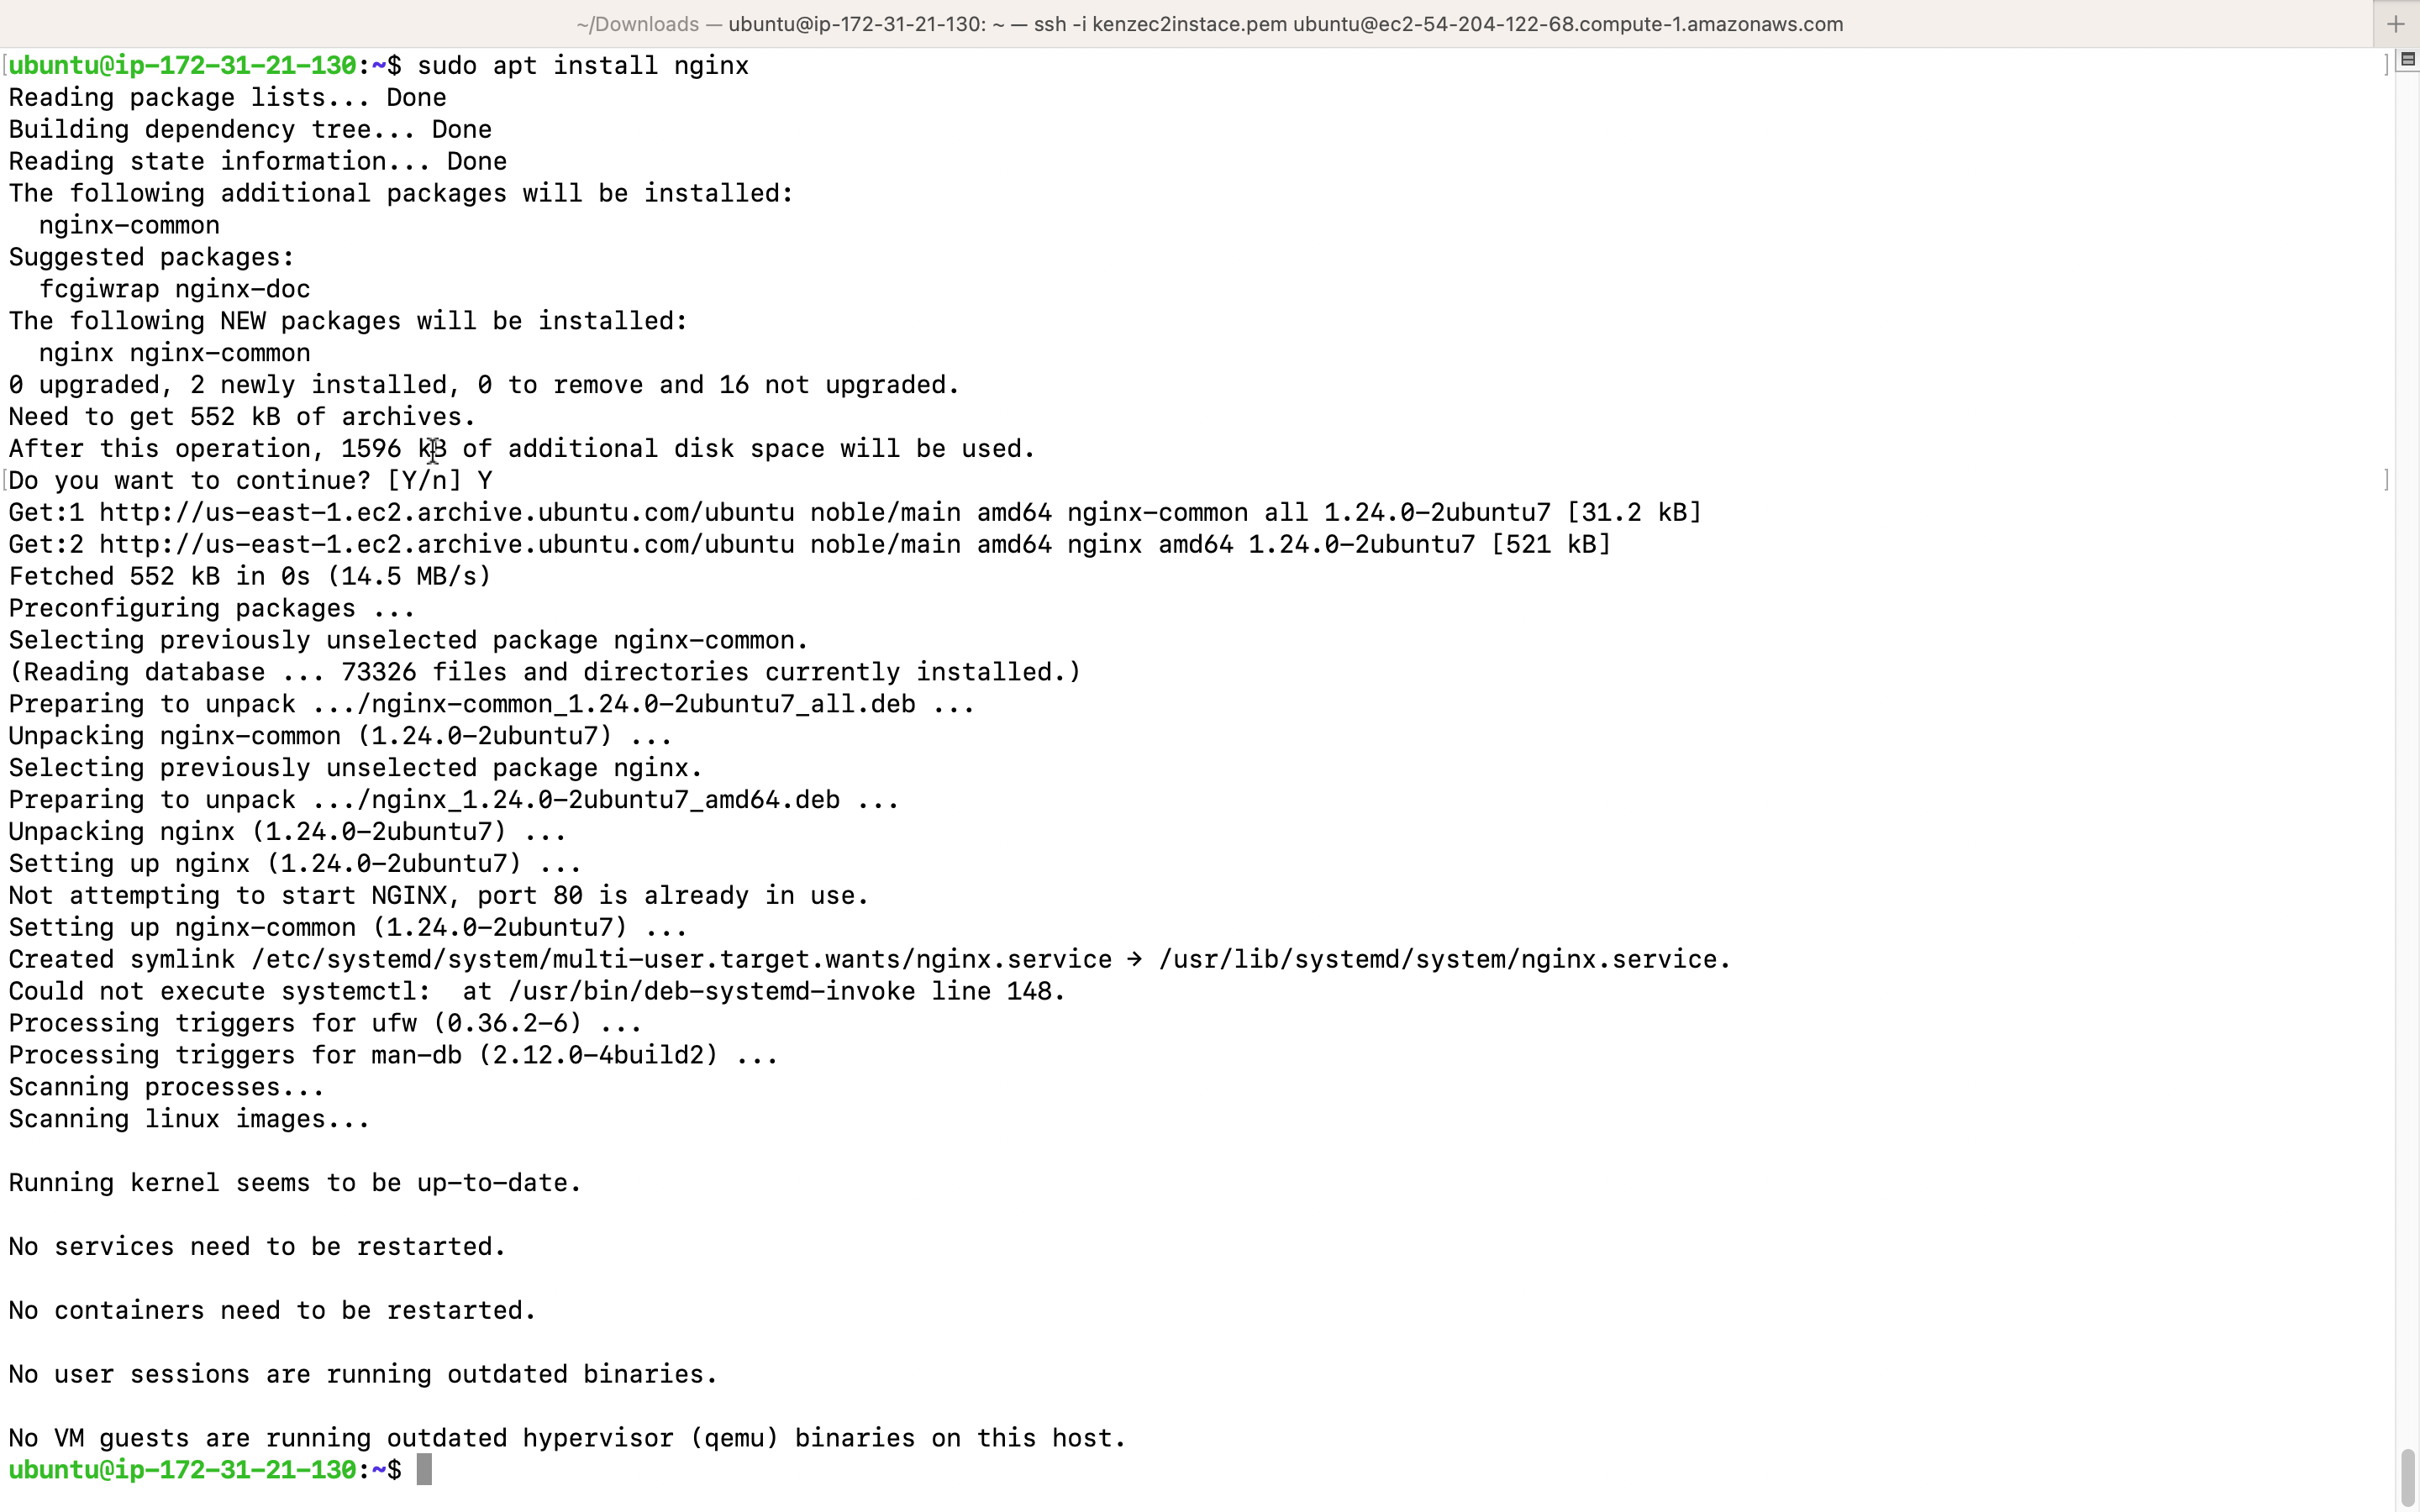 ~/Downloads — ubuntu@ip-172-31-21-130: ~ — ssh -i kenzec2instace.pem ubuntu@ec2-54-204-122-68.compute-1.amazonaws.com
ubuntu@ip-172-31-21-130:~$ sudo apt install nginx
Reading package lists... Done
Building dependency tree... Done
Reading state information... Done
The following additional packages will be installed:
  nginx-common
Suggested packages:
  fcgiwrap nginx-doc
The following NEW packages will be installed:
  nginx nginx-common
0 upgraded, 2 newly installed, 0 to remove and 16 not upgraded.
Need to get 552 kB of archives.
After this operation, 1596 kB of additional disk space will be used.
Do you want to continue? [Y/n] Y
Get:1 http://us-east-1.ec2.archive.ubuntu.com/ubuntu noble/main amd64 nginx-common all 1.24.0-2ubuntu7 [31.2 kB]
Get:2 http://us-east-1.ec2.archive.ubuntu.com/ubuntu noble/main amd64 nginx amd64 1.24.0-2ubuntu7 [521 kB]
Fetched 552 kB in 0s (14.5 MB/s)
Preconfiguring packages ...
Selecting previously unselected package nginx-common.
(Reading database ... 73326 files and directories currently installed.)
Preparing to unpack .../nginx-common_1.24.0-2ubuntu7_all.deb ...
Unpacking nginx-common (1.24.0-2ubuntu7) ...
Selecting previously unselected package nginx.
Preparing to unpack .../nginx_1.24.0-2ubuntu7_amd64.deb ...
Unpacking nginx (1.24.0-2ubuntu7) ...
Setting up nginx (1.24.0-2ubuntu7) ...
Not attempting to start NGINX, port 80 is already in use.
Setting up nginx-common (1.24.0-2ubuntu7) ...
Created symlink /etc/systemd/system/multi-user.target.wants/nginx.service → /usr/lib/systemd/system/nginx.service.
Could not execute systemctl:  at /usr/bin/deb-systemd-invoke line 148.
Processing triggers for ufw (0.36.2-6) ...
Processing triggers for man-db (2.12.0-4build2) ...
Scanning processes...
Scanning linux images...
Running kernel seems to be up-to-date.
No services need to be restarted.
No containers need to be restarted.
No user sessions are running outdated binaries.
No VM guests are running outdated hypervisor (qemu) binaries on this host.
ubuntu@ip-172-31-21-130:~$